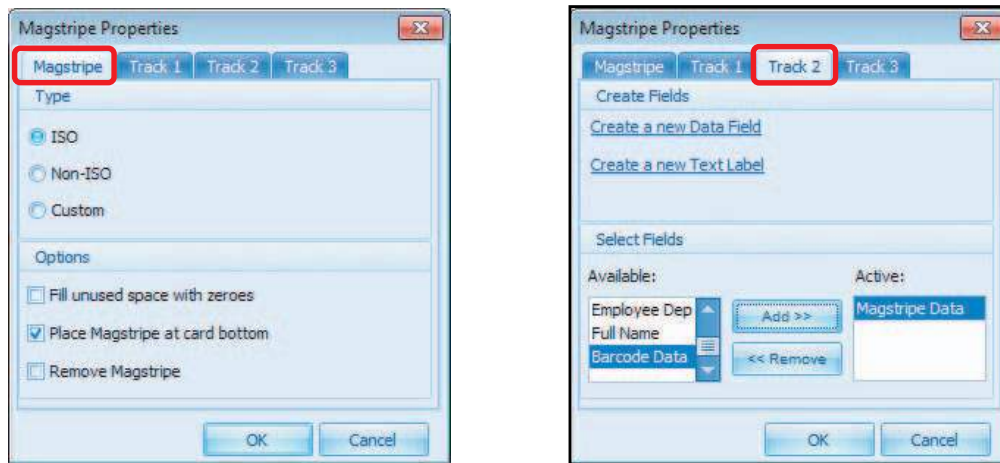 Magstripe Properties
Magstripe Track 1 Track 2 Track 3
Type
ISO
Non-ISO
Custom
Options
Fill unused space with zeroes
Place Magstripe at card bottom
Remove Magstripe
OK Cancel
Magstripe Properties
Magstripe Track 1 Track 2 Track 3
Create Fields
Create a new Data Field
Create a new Text Label
Select Fields
Available: Active:
Employee Dep
Full Name
Barcode Data
Add >>
<< Remove
Magstripe Data
OK Cancel